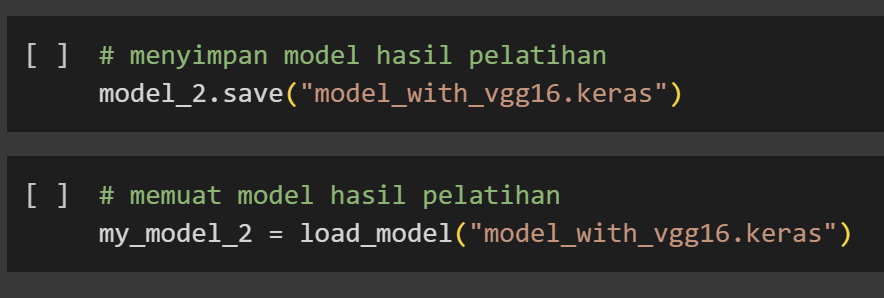 [ ] # menyimpan model hasil pelatihan
model_2.save("model_with_vgg16.keras")
[ ] # memuat model hasil pelatihan
my_model_2 = load_model("model_with_vgg16.keras")